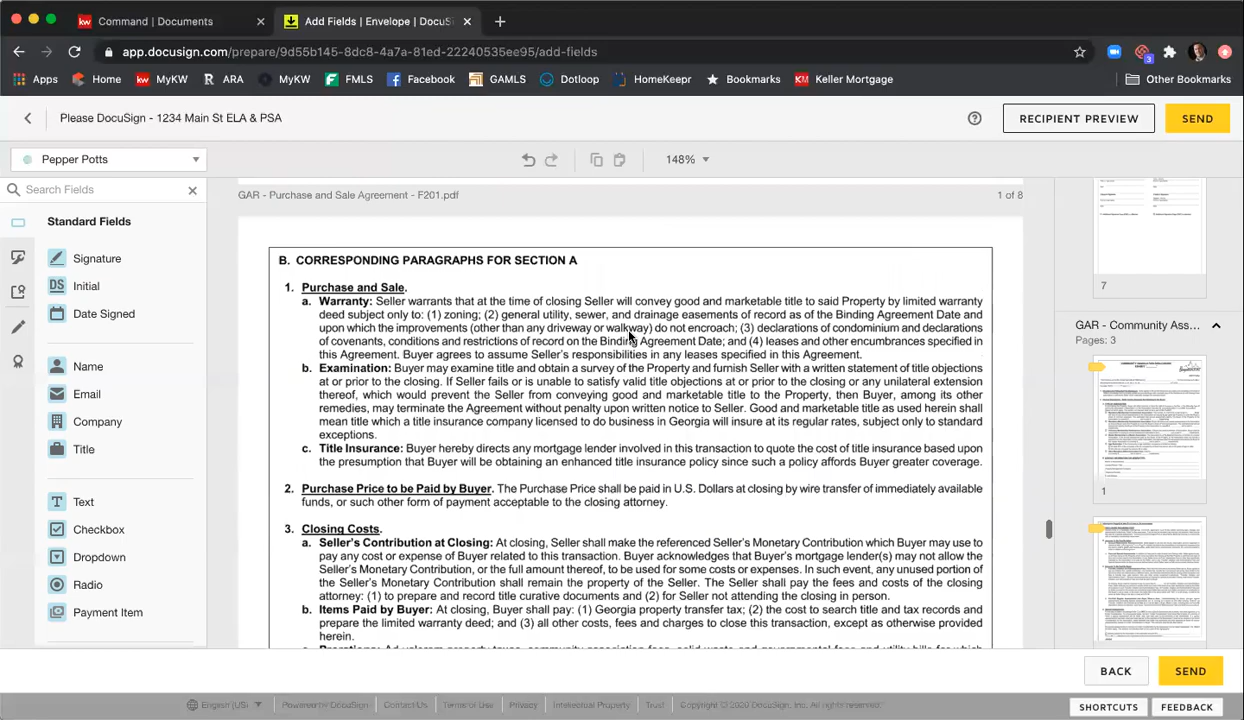 Command | Documents
Add Fields | Envelope | DocuSi
app.docusign.com/prepare/9d55b145-8dc8-4a7a-81ed-22240535ee95/add-fields
Apps
Home
kw MyKW
R ARA
MyKW
FMLS
Facebook
GAMLS
Dotloop
HomeKeepr
Bookmarks
KM Keller Mortgage
Other Bookmarks
Please DocuSign - 1234 Main St ELA & PSA
RECIPIENT PREVIEW
SEND
Pepper Potts
148%
Search Fields
GAR - Purchase and Sale Agreement - F201.pdf
1 of 8
Standard Fields
Signature
DS Initial
Date Signed
Name
Email
Company
Title
Text
Checkbox
Dropdown
Radio
Payment Item
B. CORRESPONDING PARAGRAPHS FOR SECTION A
1. Purchase and Sale.
a. Warranty: Seller warrants that at the time of closing Seller will convey good and marketable title to said Property by limited warranty
deed subject only to: (1) zoning; (2) general utility, sewer, and drainage easements of record as of the Binding Agreement Date and
upon which the improvements (other than any driveway or walkway) do not encroach; (3) declarations of condominium and declarations
of covenants, conditions and restrictions of record on the Binding Agreement Date; and (4) leases and other encumbrances specified in
this Agreement. Buyer agrees to assume Seller's responsibilities in any leases specified in this Agreement.
b. Examination: Buyer may examine title and obtain a survey of the Property and furnish Seller with a written statement of title objections
at or prior to the closing. If Seller fails or is unable to satisfy valid title objections at or prior to the closing or any unilateral extension
thereof, which would prevent the Seller from conveying good and marketable title to the Property, then Buyer, among its other
remedies, may terminate the Agreement without penalty upon written notice to Seller. Good and marketable title as used herein shall
mean title which a title insurance company licensed to do business in Georgia will insure at its regular rates, subject only to standard
exceptions.
c. Title Insurance: Buyer hereby directs any mortgage lender involved in this transaction to quote the cost of title insurance based upon
the presumption that Buyer will be obtaining an enhanced title insurance policy since such a policy affords Buyer greater coverage.
2. Purchase Price to be Paid by Buyer. The Purchase Price shall be paid in U.S. Dollars at closing by wire transfer of immediately available
funds, or such other form of payment acceptable to the closing attorney.
3. Closing Costs.
a. Seller's Contribution at Closing: At closing, Seller shall make the referenced Seller's Monetary Contribution which Buyer may use to
pay any cost or expense of Buyer related to this transaction. Buyer acknowledges that Buyer's mortgage lender(s) may not allow the
Seller's Monetary Contribution, or the full amount thereof, to be used for some costs or expenses. In such event, any unused portion of
the Seller's Monetary Contribution shall remain the property of the Seller. The Seller shall pay the fees and costs of the closing
attorney: (1) to prepare and record title curative documents and (2) for Seller not attending the closing in person.
b. Items Paid by Buyer: At closing, Buyer shall pay: (1) Georgia property transfer tax; (2) the cost to search title and tax records and
prepare the limited warranty deed; and (3) all other costs, fees and charges to close this transaction, except as otherwise provided
herein.
7
GAR - Community Ass...
Pages: 3
1
BACK
SEND
English (US)
Powered by DocuSign
Contact Us
Terms of Use
Privacy
Intellectual Property
Trust
Copyright © 2020 DocuSign, Inc. All rights reserved
SHORTCUTS
FEEDBACK